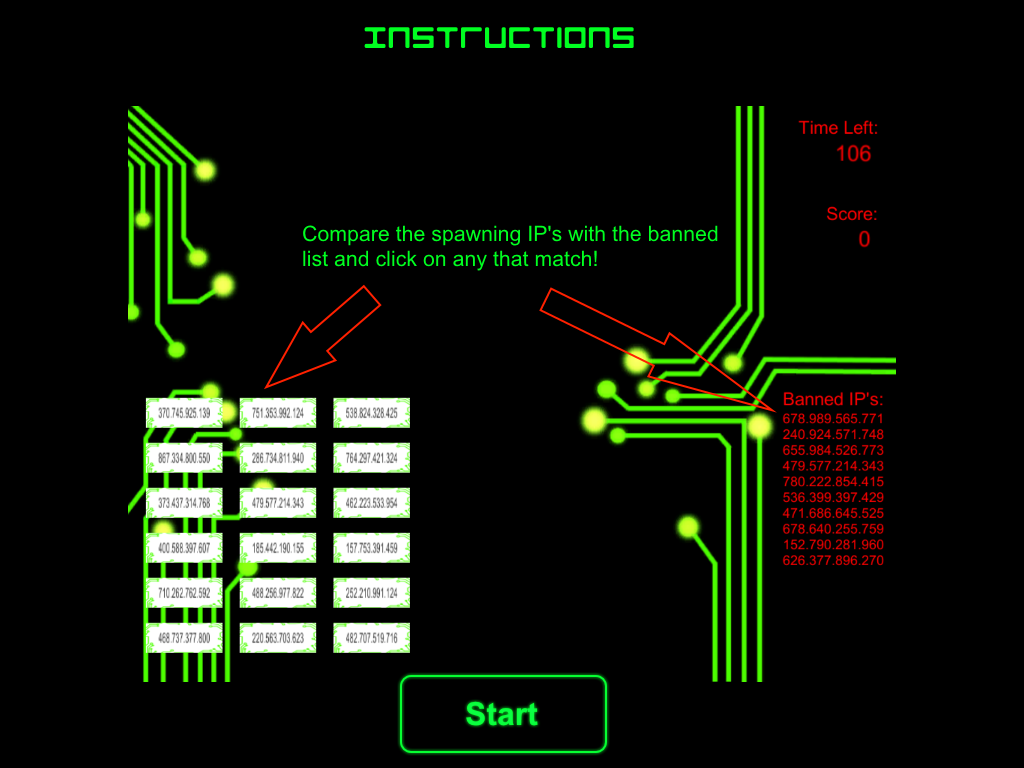 INSTRUCTIONS
Time Left:
106
Score:
0
Compare the spawning IP's with the banned
list and click on any that match!
370.745.925.139 751.353.992.124 538.824.328.425
867.334.800.550 286.734.811.940 764.297.421.324
373.437.314.768 479.577.214.343 462.223.533.954
400.588.397.607 185.442.190.155 157.753.391.459
710.262.762.592 488.256.977.822 252.210.991.124
468.737.377.800 220.563.703.623 482.707.519.716
Banned IP's:
678.989.565.771
240.924.571.748
655.984.526.773
479.577.214.343
780.222.854.415
536.399.397.429
471.686.645.525
678.640.255.759
152.790.281.960
626.377.896.270
Start